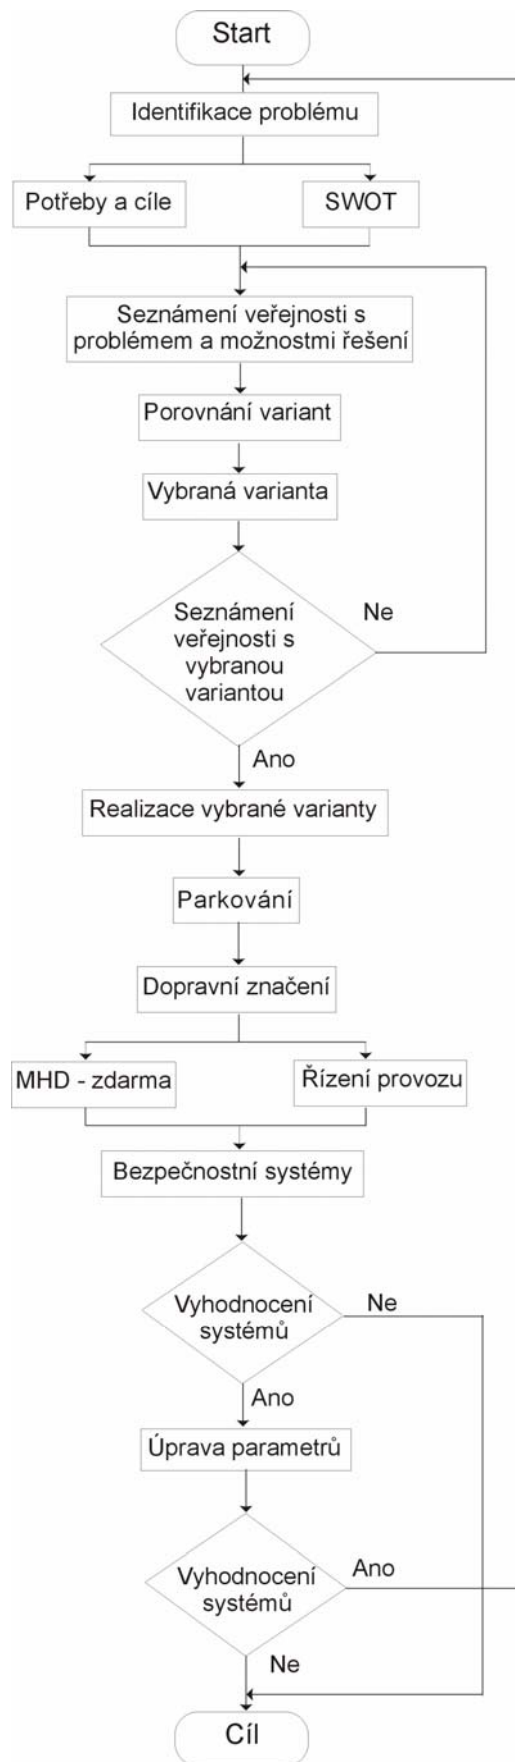 Start
Identifikace problému
Potřeby a cíle
SWOT
Seznámení veřejnosti s
problémem a možnostmi řešení
Porovnání variant
Vybraná varianta
Seznámení
veřejnosti s
vybranou
variantou
Ne
Ano
Realizace vybrané varianty
Parkování
Dopravní značení
MHD - zdarma
Řízení provozu
Bezpečnostní systémy
Vyhodnocení
systémů
Ne
Ano
Úprava parametrů
Vyhodnocení
systémů
Ano
Ne
Cíl